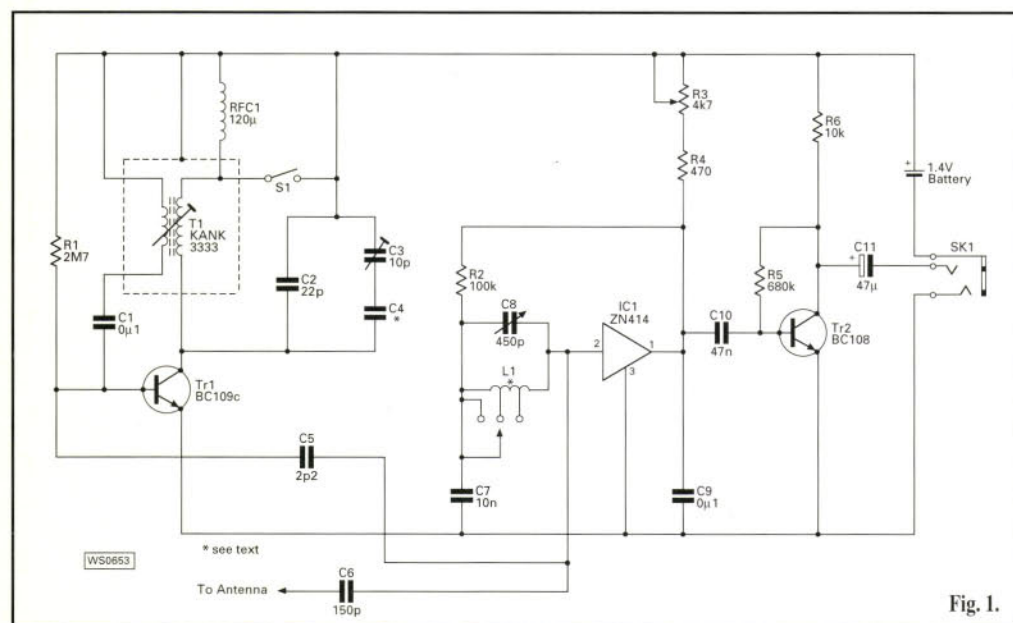 RFC1
120µ
R3
4k7
R6
10k
R4
470
S1
+
1.4V
Battery
T1
KANK
3333
R1
2M7
C3
10p
C2
22p
C4
*
C1
0µ1
R2
100k
C8
450p
IC1
ZN414
2
1
3
R5
680k
+
C11
47µ
SK1
L1
*
C10
47n
Tr2
BC108
Tr1
BC109c
C5
2p2
C7
10n
C9
0µ1
* see text
WS0653
To Antenna
C6
150p
Fig. 1.